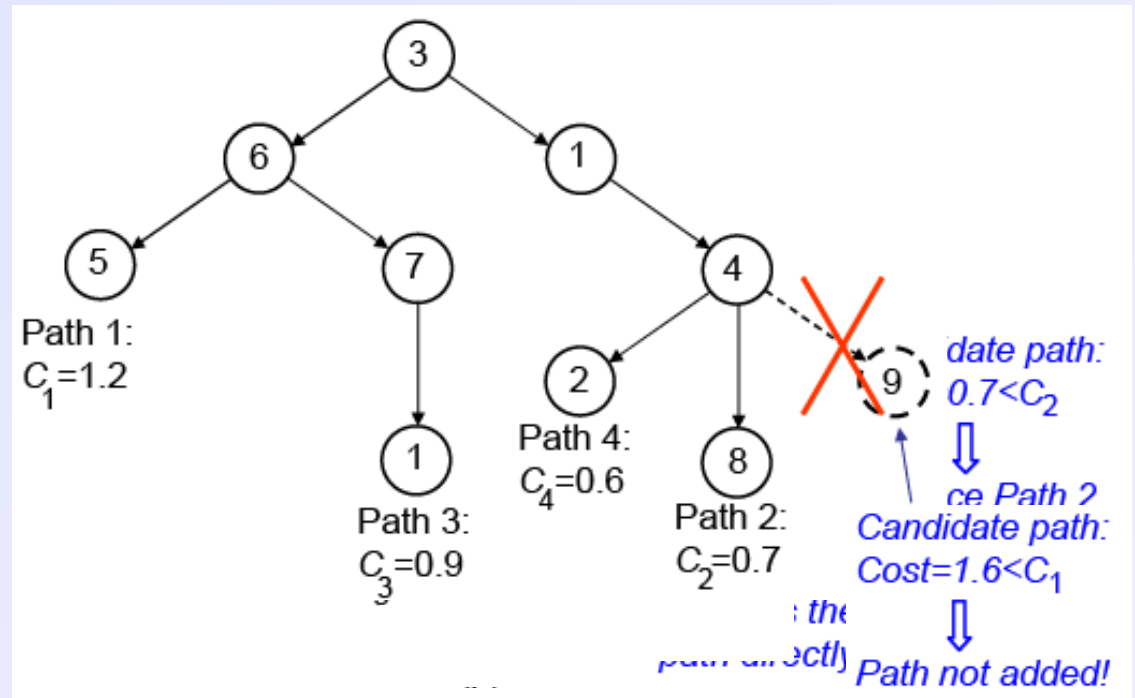 3
6
1
5
7
4
Path 1:
C1=1.2
2
9
date path:
0.7<C2
1
Path 4:
C4=0.6
8
ce Path 2
Path 3:
C3=0.9
Path 2:
C2=0.7
Candidate path:
Cost=1.6<C1
the
Path not added!